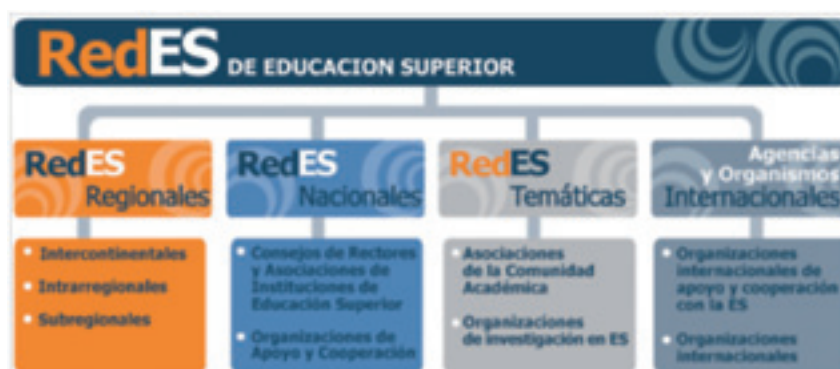 RedES DE EDUCACION SUPERIOR
RedES
Regionales
RedES
Nacionales
RedES
Temáticas
Agencias
y Organismos
Internacionales
Intercontinentales
Intrarregionales
Subregionales
Consejos de Rectores
y Asociaciones de
Instituciones de
Educación Superior
Organizaciones de
Apoyo y Cooperación
Asociaciones
de la Comunidad
Académica
Organizaciones
de investigación en ES
Organizaciones
internacionales de
apoyo y cooperación
con la ES
Organizaciones
internacionales